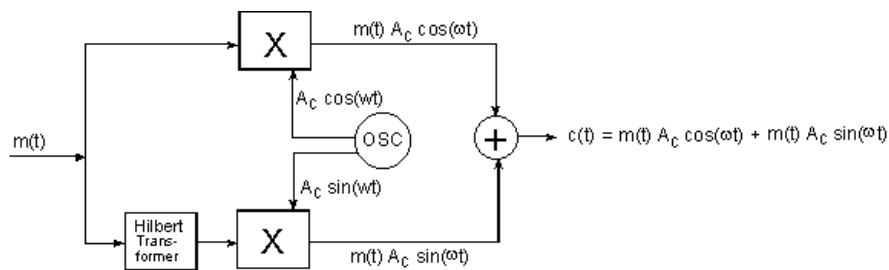 m(t) A_C cos(ωt)
X
A_C cos(wt)
m(t)
OSC
+
c(t) = m(t) A_C cos(ωt) + m(t) A_C sin(ωt)
A_C sin(wt)
Hilbert
Trans-
former
X
m(t) A_C sin(ωt)